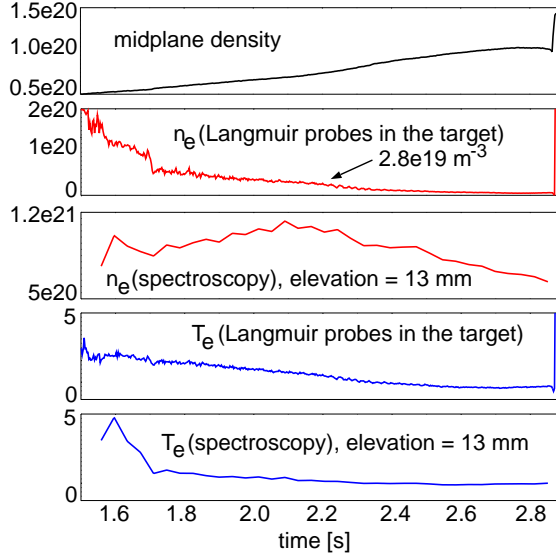 1.5e20
midplane density
1.0e20
0.5e20
2e20
n_e(Langmuir probes in the target)
1e20
2.8e19 m^-3
0
1.2e21
n_e(spectroscopy), elevation = 13 mm
5e20
5
T_e(Langmuir probes in the target)
0
5
T_e(spectroscopy), elevation = 13 mm
0
1.6 1.8 2.0 2.2 2.4 2.6 2.8
time [s]